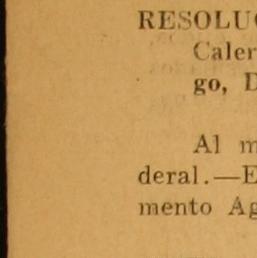 RESOLUC
Caler
go, D
Al m
deral.—E
mento Ag